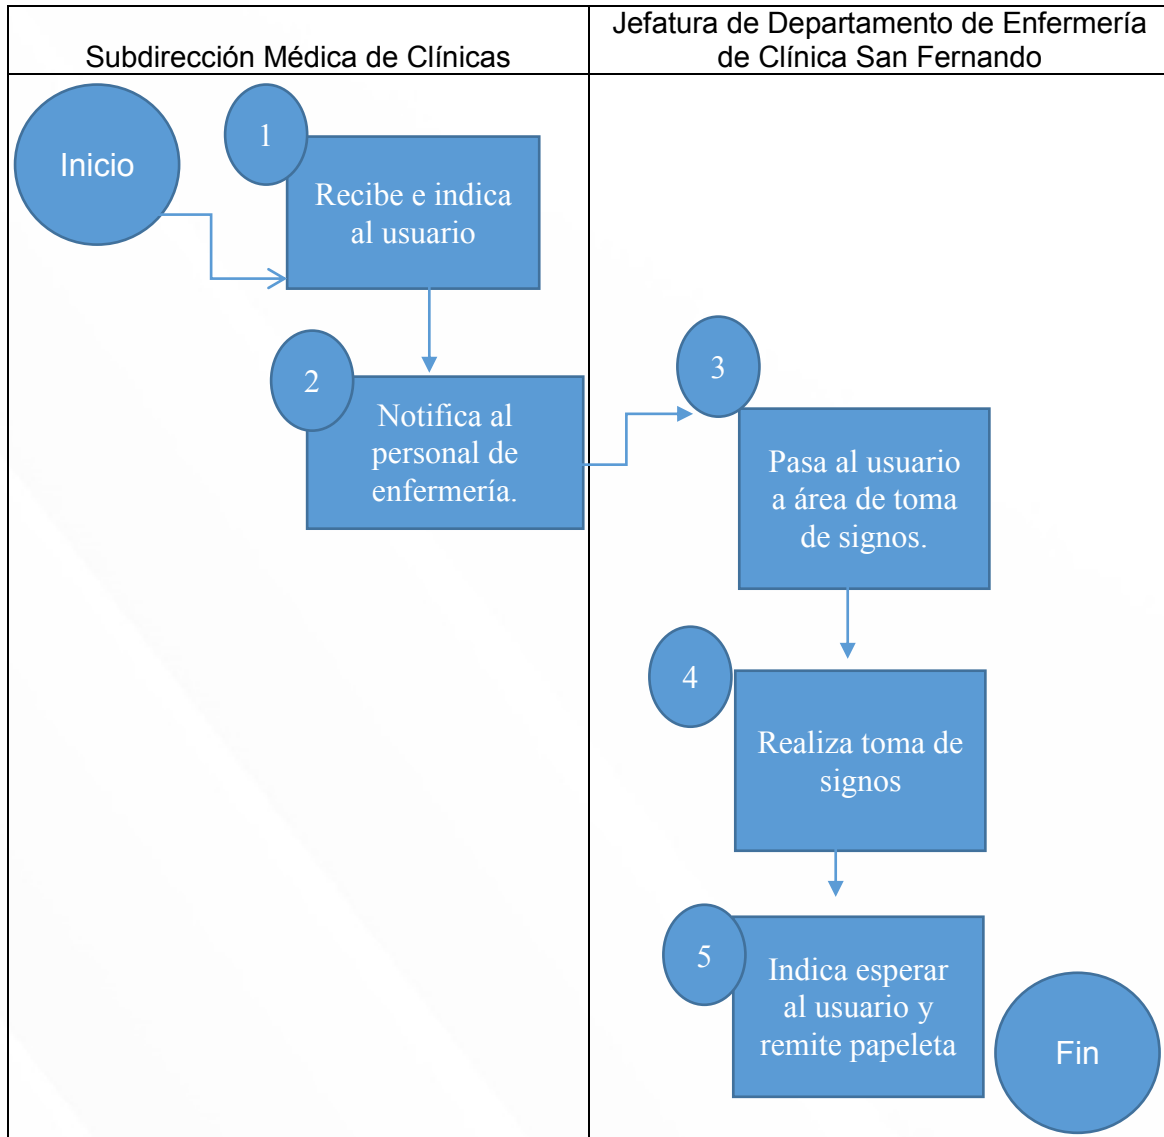 Subdirección Médica de Clínicas
Jefatura de Departamento de Enfermería
de Clínica San Fernando
Inicio
1
Recibe e indica
al usuario
2
Notifica al
personal de
enfermería.
3
Pasa al usuario
a área de toma
de signos.
4
Realiza toma de
signos
5
Indica esperar
al usuario y
remite papeleta
Fin